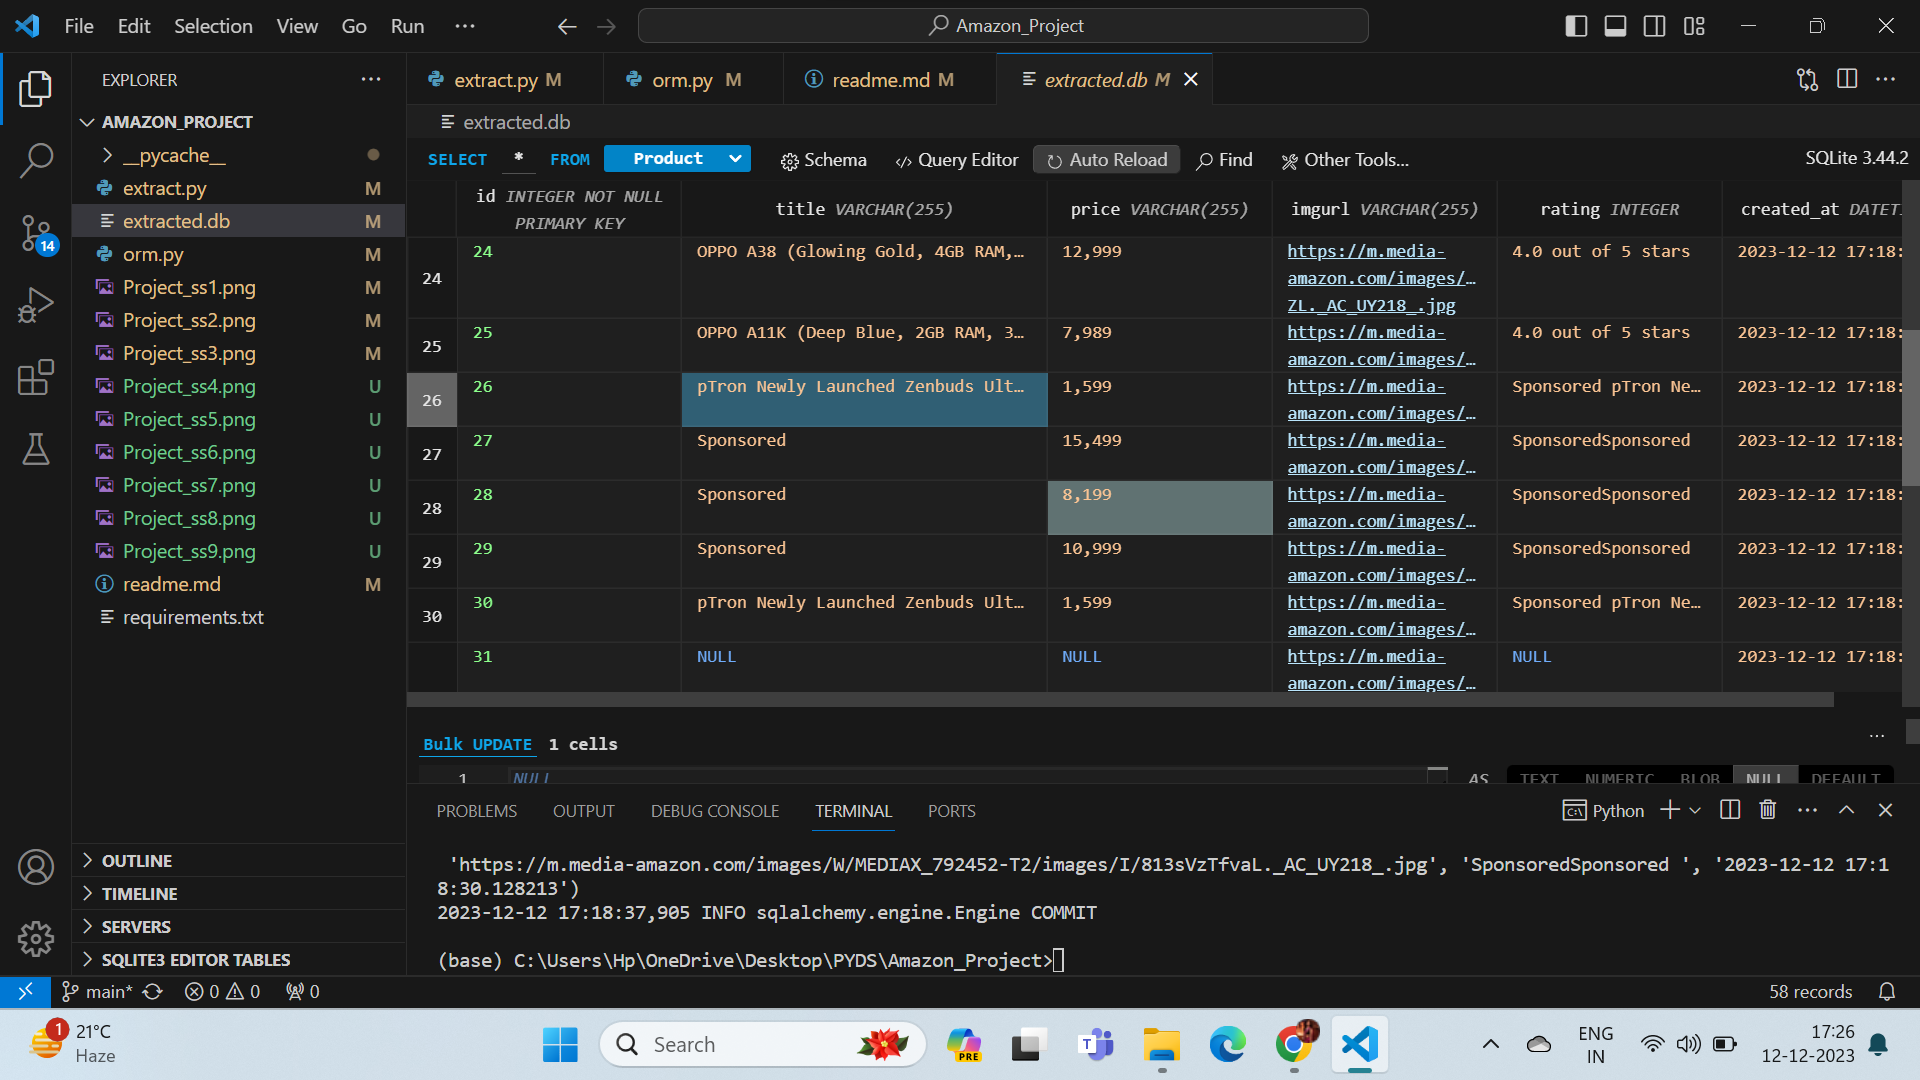 File Edit Selection View Go Run ···
Amazon_Project
EXPLORER ···
AMAZON_PROJECT
__pycache__
extract.py M
extracted.db M
orm.py M
Project_ss1.png M
Project_ss2.png M
Project_ss3.png M
Project_ss4.png U
Project_ss5.png U
Project_ss6.png U
Project_ss7.png U
Project_ss8.png U
Project_ss9.png U
readme.md M
requirements.txt
14
OUTLINE
TIMELINE
SERVERS
SQLITE3 EDITOR TABLES
extract.py M orm.py M readme.md M extracted.db M
extracted.db
SELECT * FROM Product Schema Query Editor Auto Reload Find Other Tools... SQLite 3.44.2
id INTEGER NOT NULL PRIMARY KEY title VARCHAR(255) price VARCHAR(255) imgurl VARCHAR(255) rating INTEGER created_at DATETI
24 24 OPPO A38 (Glowing Gold, 4GB RAM,… 12,999 https://m.media-amazon.com/images/…ZL._AC_UY218_.jpg 4.0 out of 5 stars 2023-12-12 17:18:
25 25 OPPO A11K (Deep Blue, 2GB RAM, 3… 7,989 https://m.media-amazon.com/images/… 4.0 out of 5 stars 2023-12-12 17:18:
26 26 pTron Newly Launched Zenbuds Ult… 1,599 https://m.media-amazon.com/images/… Sponsored pTron Ne… 2023-12-12 17:18:
27 27 Sponsored 15,499 https://m.media-amazon.com/images/… SponsoredSponsored 2023-12-12 17:18:
28 28 Sponsored 8,199 https://m.media-amazon.com/images/… SponsoredSponsored 2023-12-12 17:18:
29 29 Sponsored 10,999 https://m.media-amazon.com/images/… SponsoredSponsored 2023-12-12 17:18:
30 30 pTron Newly Launched Zenbuds Ult… 1,599 https://m.media-amazon.com/images/… Sponsored pTron Ne… 2023-12-12 17:18:
31 NULL NULL https://m.media-amazon.com/images/… NULL 2023-12-12 17:18:
Bulk UPDATE 1 cells ...
1 NULL AS TEXT NUMERIC BLOB NULL DEFAULT
PROBLEMS OUTPUT DEBUG CONSOLE TERMINAL PORTS Python
'https://m.media-amazon.com/images/W/MEDIAX_792452-T2/images/I/813sVzTfvaL._AC_UY218_.jpg', 'SponsoredSponsored ', '2023-12-12 17:1
8:30.128213')
2023-12-12 17:18:37,905 INFO sqlalchemy.engine.Engine COMMIT
(base) C:\Users\Hp\OneDrive\Desktop\PYDS\Amazon_Project>
main* 0 0 0 58 records
1 21°C
Haze
Search
PRE
T
ENG
IN
17:26
12-12-2023